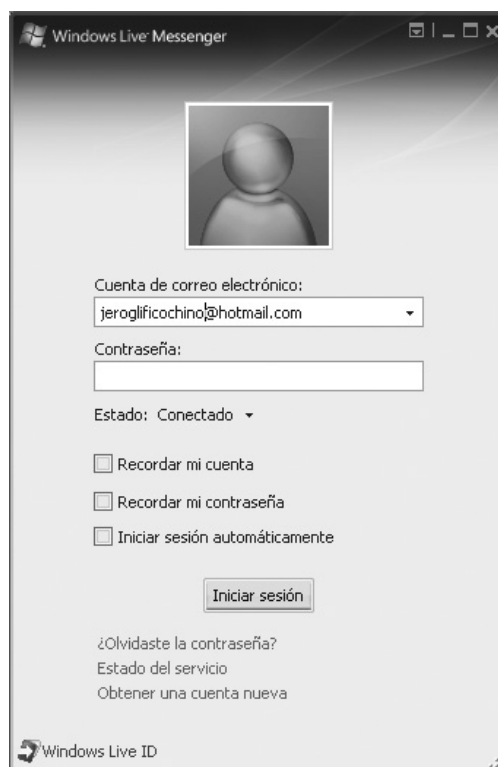 Windows Live Messenger
Cuenta de correo electrónico:
jeroglificochino@hotmail.com
Contraseña:
Estado: Conectado
Recordar mi cuenta
Recordar mi contraseña
Iniciar sesión automáticamente
Iniciar sesión
¿Olvidaste la contraseña?
Estado del servicio
Obtener una cuenta nueva
Windows Live ID